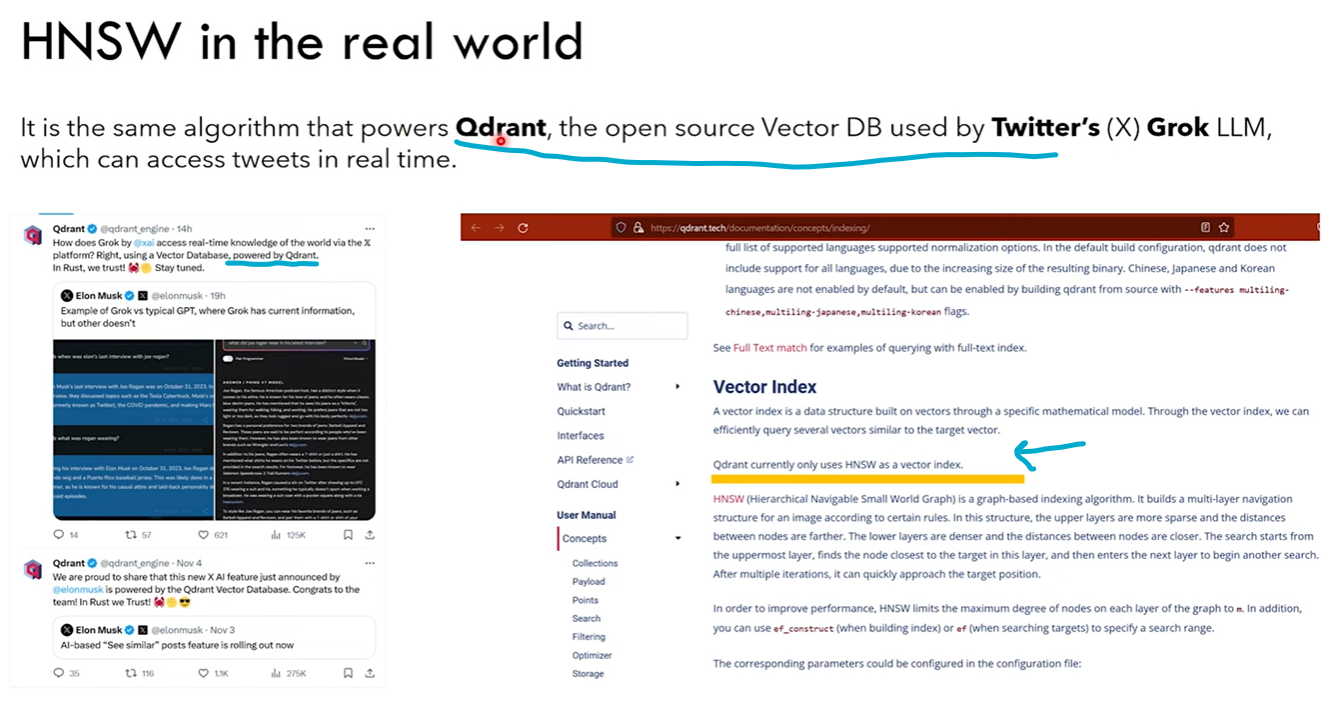 HNSW in the real world
It is the same algorithm that powers Qdrant, the open source Vector DB used by Twitter's (X) Grok LLM,
which can access tweets in real time.
Qdrant @qdrant_engine · 14h
How does Grok by @xai access real-time knowledge of the world via the 𝕏
platform? Right, using a Vector Database, powered by Qdrant.
In Rust, we trust! 🦀 Stay tuned.
Elon Musk @elonmusk · 19h
Example of Grok vs typical GPT, where Grok has current information,
but other doesn't
14 57 621 125K
Qdrant @qdrant_engine · Nov 4
We are proud to share that this new X AI feature just announced by
@elonmusk is powered by the Qdrant Vector Database. Congrats to the
team! In Rust we Trust! 🦀 😎
Elon Musk @elonmusk · Nov 3
AI-based "See similar" posts feature is rolling out now
35 116 1.1K 275K
https://qdrant.tech/documentation/concepts/indexing/
Search...
Getting Started
What is Qdrant?
Quickstart
Interfaces
API Reference
Qdrant Cloud
User Manual
Concepts
Collections
Payload
Points
Search
Filtering
Optimizer
Storage
full list of supported languages supported normalization options. In the default build configuration, qdrant does not
include support for all languages, due to the increasing size of the resulting binary. Chinese, Japanese and Korean
languages are not enabled by default, but can be enabled by building qdrant from source with --features multiling-
chinese,multiling-japanese,multiling-korean flags.
See Full Text match for examples of querying with full-text index.
Vector Index
A vector index is a data structure built on vectors through a specific mathematical model. Through the vector index, we can
efficiently query several vectors similar to the target vector.
Qdrant currently only uses HNSW as a vector index.
HNSW (Hierarchical Navigable Small World Graph) is a graph-based indexing algorithm. It builds a multi-layer navigation
structure for an image according to certain rules. In this structure, the upper layers are more sparse and the distances
between nodes are farther. The lower layers are denser and the distances between nodes are closer. The search starts from
the uppermost layer, finds the node closest to the target in this layer, and then enters the next layer to begin another search.
After multiple iterations, it can quickly approach the target position.
In order to improve performance, HNSW limits the maximum degree of nodes on each layer of the graph to m. In addition,
you can use ef_construct (when building index) or ef (when searching targets) to specify a search range.
The corresponding parameters could be configured in the configuration file: